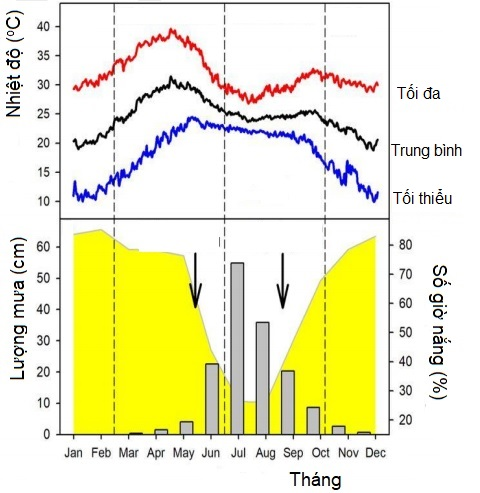 Nhiệt độ (⁰C)
40
35
30
25
20
15
10
Tối đa
Trung bình
Tối thiểu
Lượng mưa (cm)
60
50
40
30
20
10
0
80
70
60
50
40
30
20
Số giờ nắng (%)
Jan Feb Mar Apr May Jun Jul Aug Sep Oct Nov Dec
Tháng